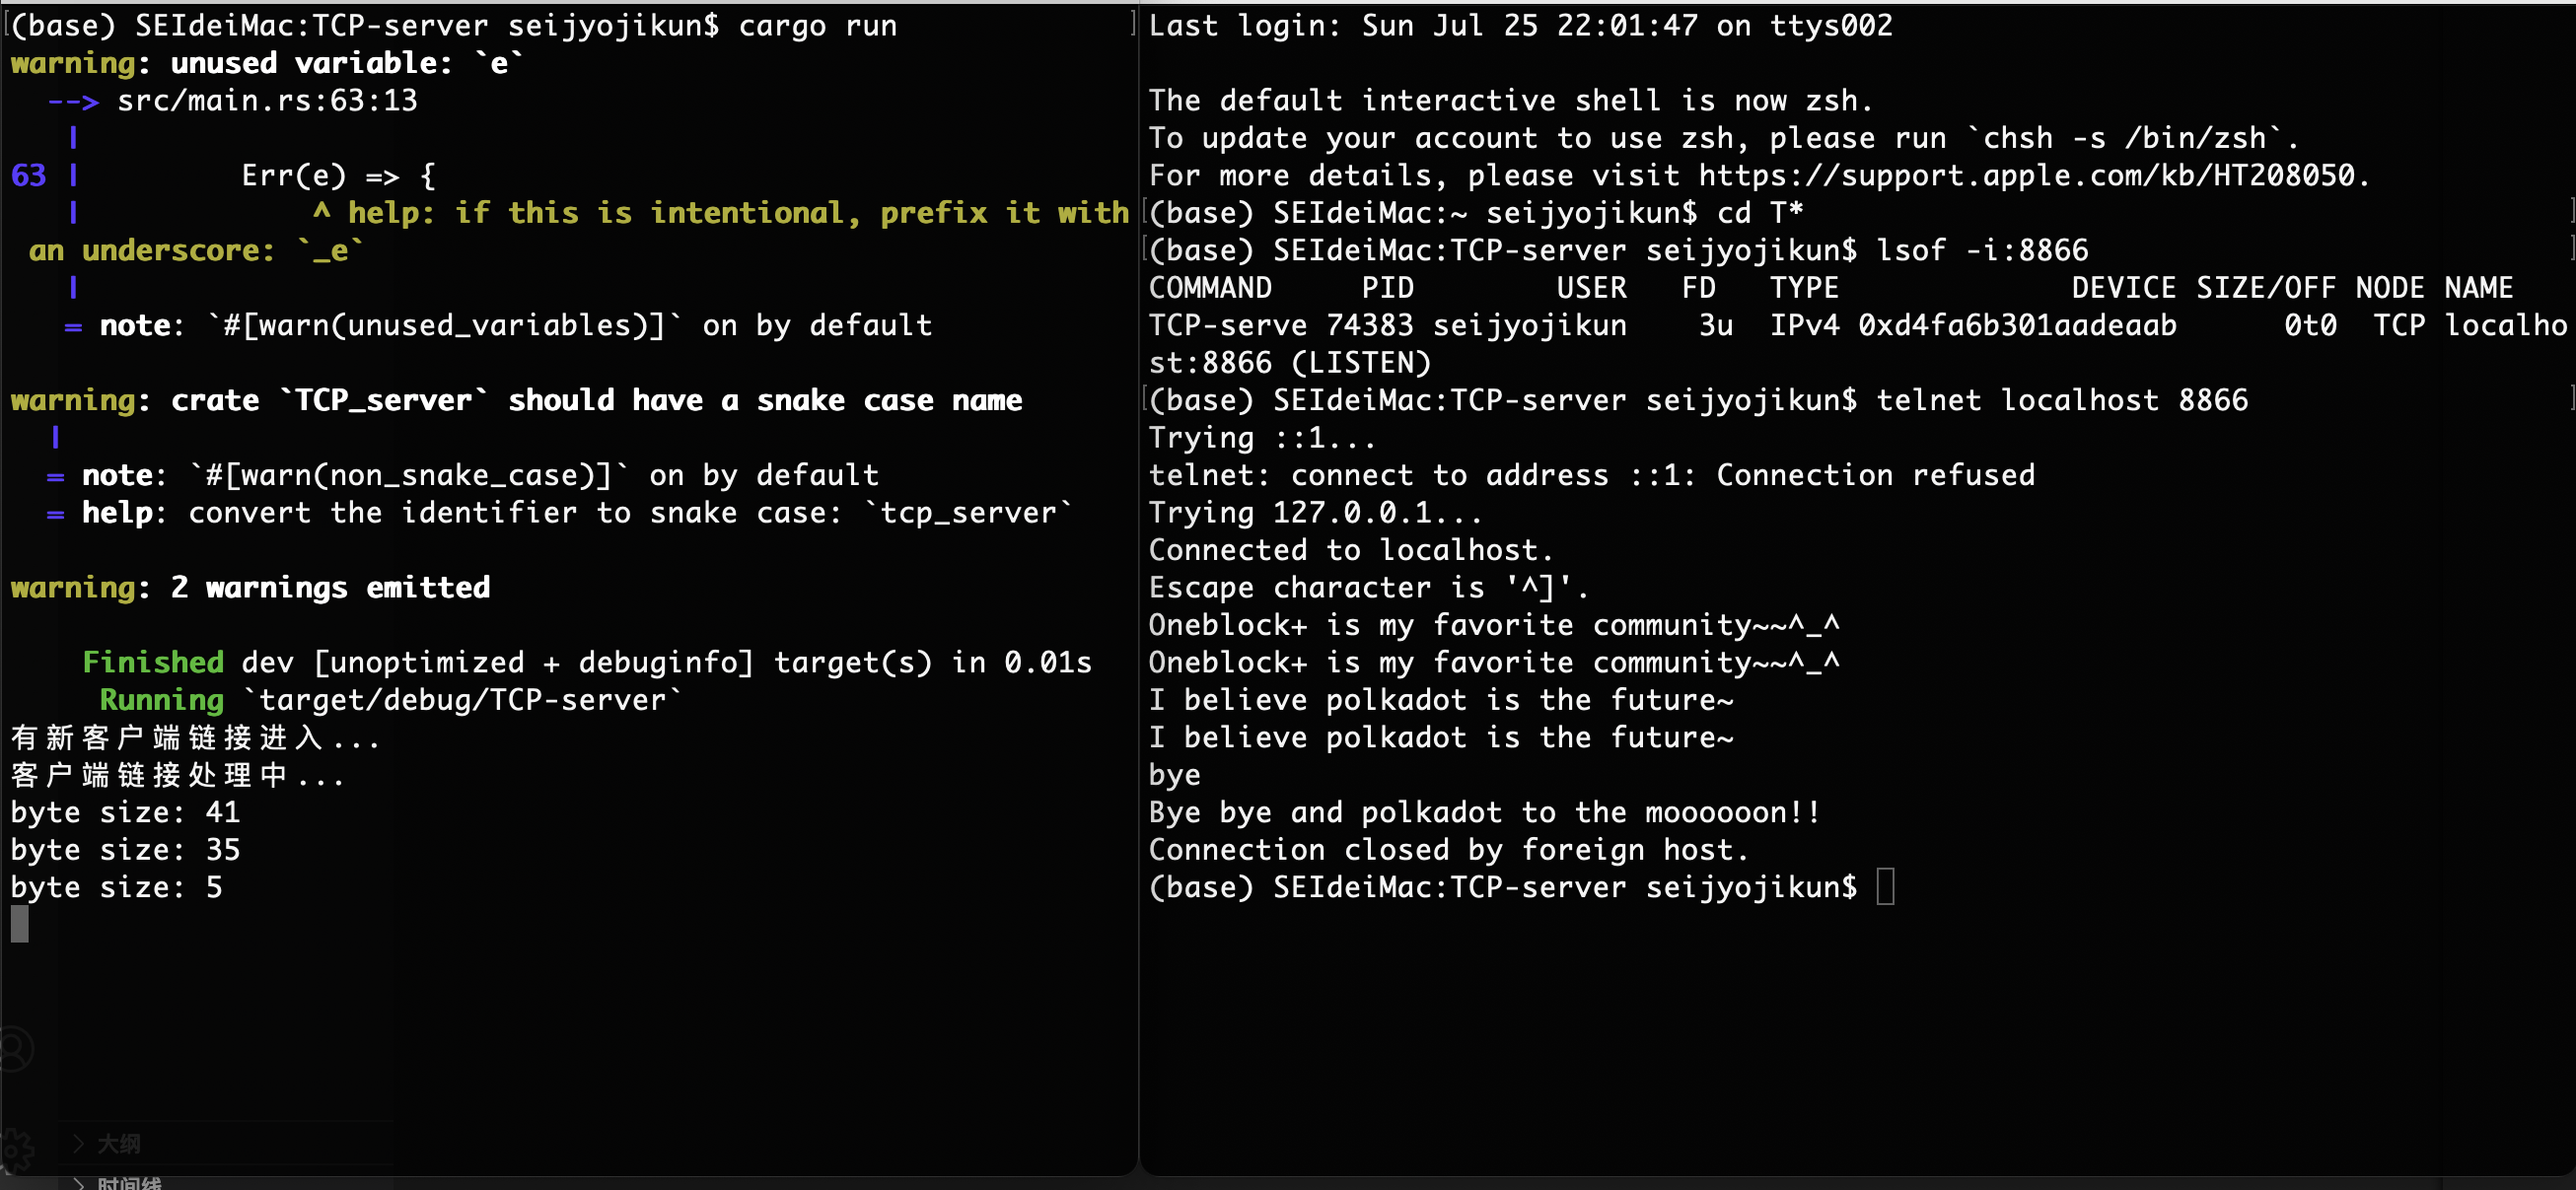 (base) SEIdeiMac:TCP-server seijyojikun$ cargo run
warning: unused variable: `e`
  --> src/main.rs:63:13
   |
63 |         Err(e) => {
   |             ^ help: if this is intentional, prefix it with
 an underscore: `_e`
   |
   = note: `#[warn(unused_variables)]` on by default

warning: crate `TCP_server` should have a snake case name
  |
  = note: `#[warn(non_snake_case)]` on by default
  = help: convert the identifier to snake case: `tcp_server`

warning: 2 warnings emitted

    Finished dev [unoptimized + debuginfo] target(s) in 0.01s
     Running `target/debug/TCP-server`
有新客户端链接进入...
客户端链接处理中...
byte size: 41
byte size: 35
byte size: 5
大纲
时间线
Last login: Sun Jul 25 22:01:47 on ttys002

The default interactive shell is now zsh.
To update your account to use zsh, please run `chsh -s /bin/zsh`.
For more details, please visit https://support.apple.com/kb/HT208050.
(base) SEIdeiMac:~ seijyojikun$ cd T*
(base) SEIdeiMac:TCP-server seijyojikun$ lsof -i:8866
COMMAND     PID        USER   FD   TYPE             DEVICE SIZE/OFF NODE NAME
TCP-serve 74383 seijyojikun    3u  IPv4 0xd4fa6b301aadeaab      0t0  TCP localho
st:8866 (LISTEN)
(base) SEIdeiMac:TCP-server seijyojikun$ telnet localhost 8866
Trying ::1...
telnet: connect to address ::1: Connection refused
Trying 127.0.0.1...
Connected to localhost.
Escape character is '^]'.
Oneblock+ is my favorite community~~^_^
Oneblock+ is my favorite community~~^_^
I believe polkadot is the future~
I believe polkadot is the future~
bye
Bye bye and polkadot to the moooooon!!
Connection closed by foreign host.
(base) SEIdeiMac:TCP-server seijyojikun$